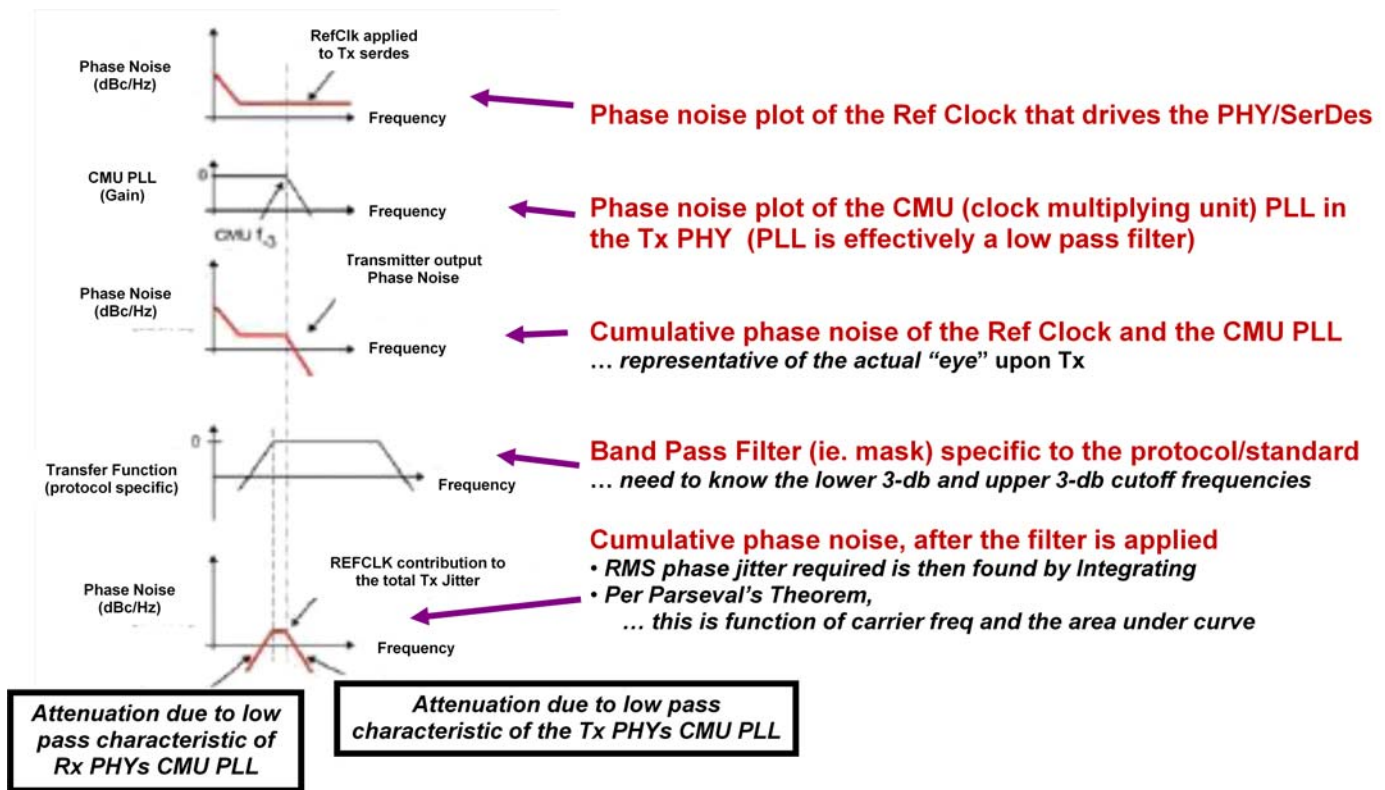 RefClk applied
to Tx serdes
Phase Noise
(dBc/Hz)
Frequency
Phase noise plot of the Ref Clock that drives the PHY/SerDes
CMU PLL
(Gain)
0
Frequency
CMU f-3
Phase noise plot of the CMU (clock multiplying unit) PLL in
the Tx PHY (PLL is effectively a low pass filter)
Transmitter output
Phase Noise
Phase Noise
(dBc/Hz)
Frequency
Cumulative phase noise of the Ref Clock and the CMU PLL
... representative of the actual “eye” upon Tx
0
Transfer Function
(protocol specific)
Frequency
Band Pass Filter (ie. mask) specific to the protocol/standard
... need to know the lower 3-db and upper 3-db cutoff frequencies
REFCLK contribution to
the total Tx Jitter
Phase Noise
(dBc/Hz)
Frequency
Cumulative phase noise, after the filter is applied
• RMS phase jitter required is then found by Integrating
• Per Parseval’s Theorem,
... this is function of carrier freq and the area under curve
Attenuation due to low
pass characteristic of
Rx PHYs CMU PLL
Attenuation due to low pass
characteristic of the Tx PHYs CMU PLL